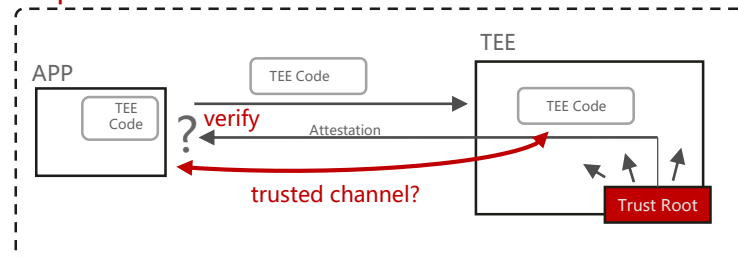 TEE
APP
TEE Code
TEE
Code
TEE Code
?
verify
Attestation
trusted channel?
Trust Root